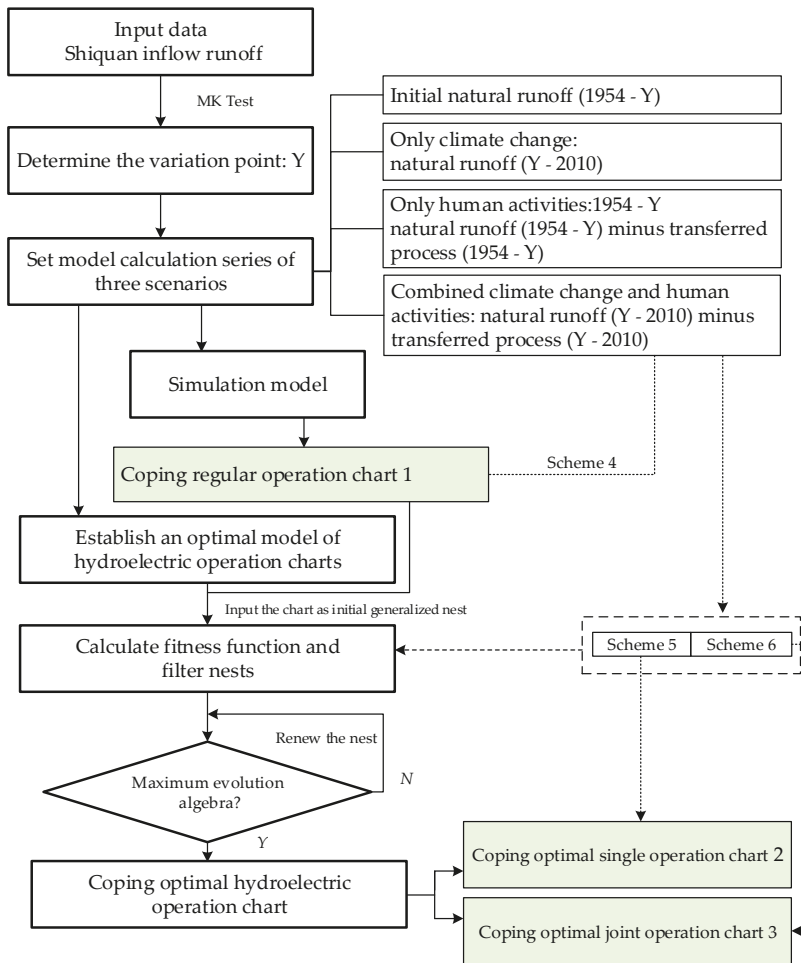 Input data
Shiquan inflow runoff
MK Test
Determine the variation point: Y
Set model calculation series of
three scenarios
Initial natural runoff (1954 - Y)
Only climate change:
natural runoff (Y - 2010)
Only human activities:1954 - Y
natural runoff (1954 - Y) minus transferred
process (1954 - Y)
Combined climate change and human
activities: natural runoff (Y - 2010) minus
transferred process (Y - 2010)
Simulation model
Coping regular operation chart 1
Scheme 4
Establish an optimal model of
hydroelectric operation charts
Input the chart as initial generalized nest
Calculate fitness function and
filter nests
Scheme 5
Scheme 6
Renew the nest
Maximum evolution
algebra?
N
Y
Coping optimal hydroelectric
operation chart
Coping optimal single operation chart 2
Coping optimal joint operation chart 3